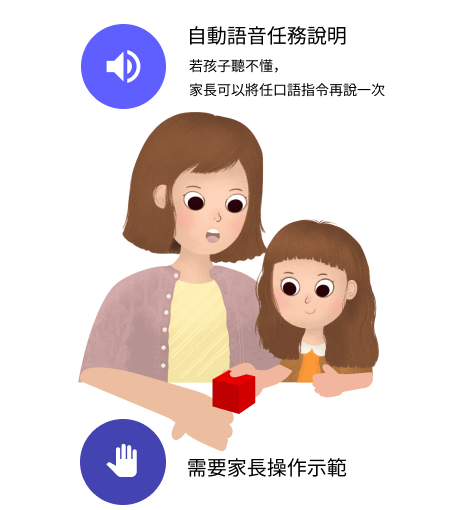 自動語音任務說明
若孩子聽不懂，
家長可以將任口語指令再說一次
需要家長操作示範